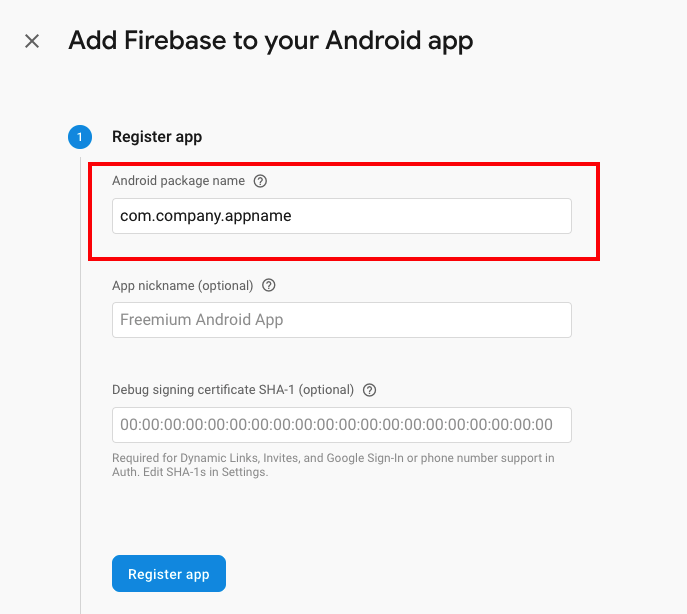 Add Firebase to your Android app
1 Register app
Android package name
com.company.appname
App nickname (optional)
Freemium Android App
Debug signing certificate SHA-1 (optional)
00:00:00:00:00:00:00:00:00:00:00:00:00:00:00:00:00:00:00:00
Required for Dynamic Links, Invites, and Google Sign-In or phone number support in
Auth. Edit SHA-1s in Settings.
Register app